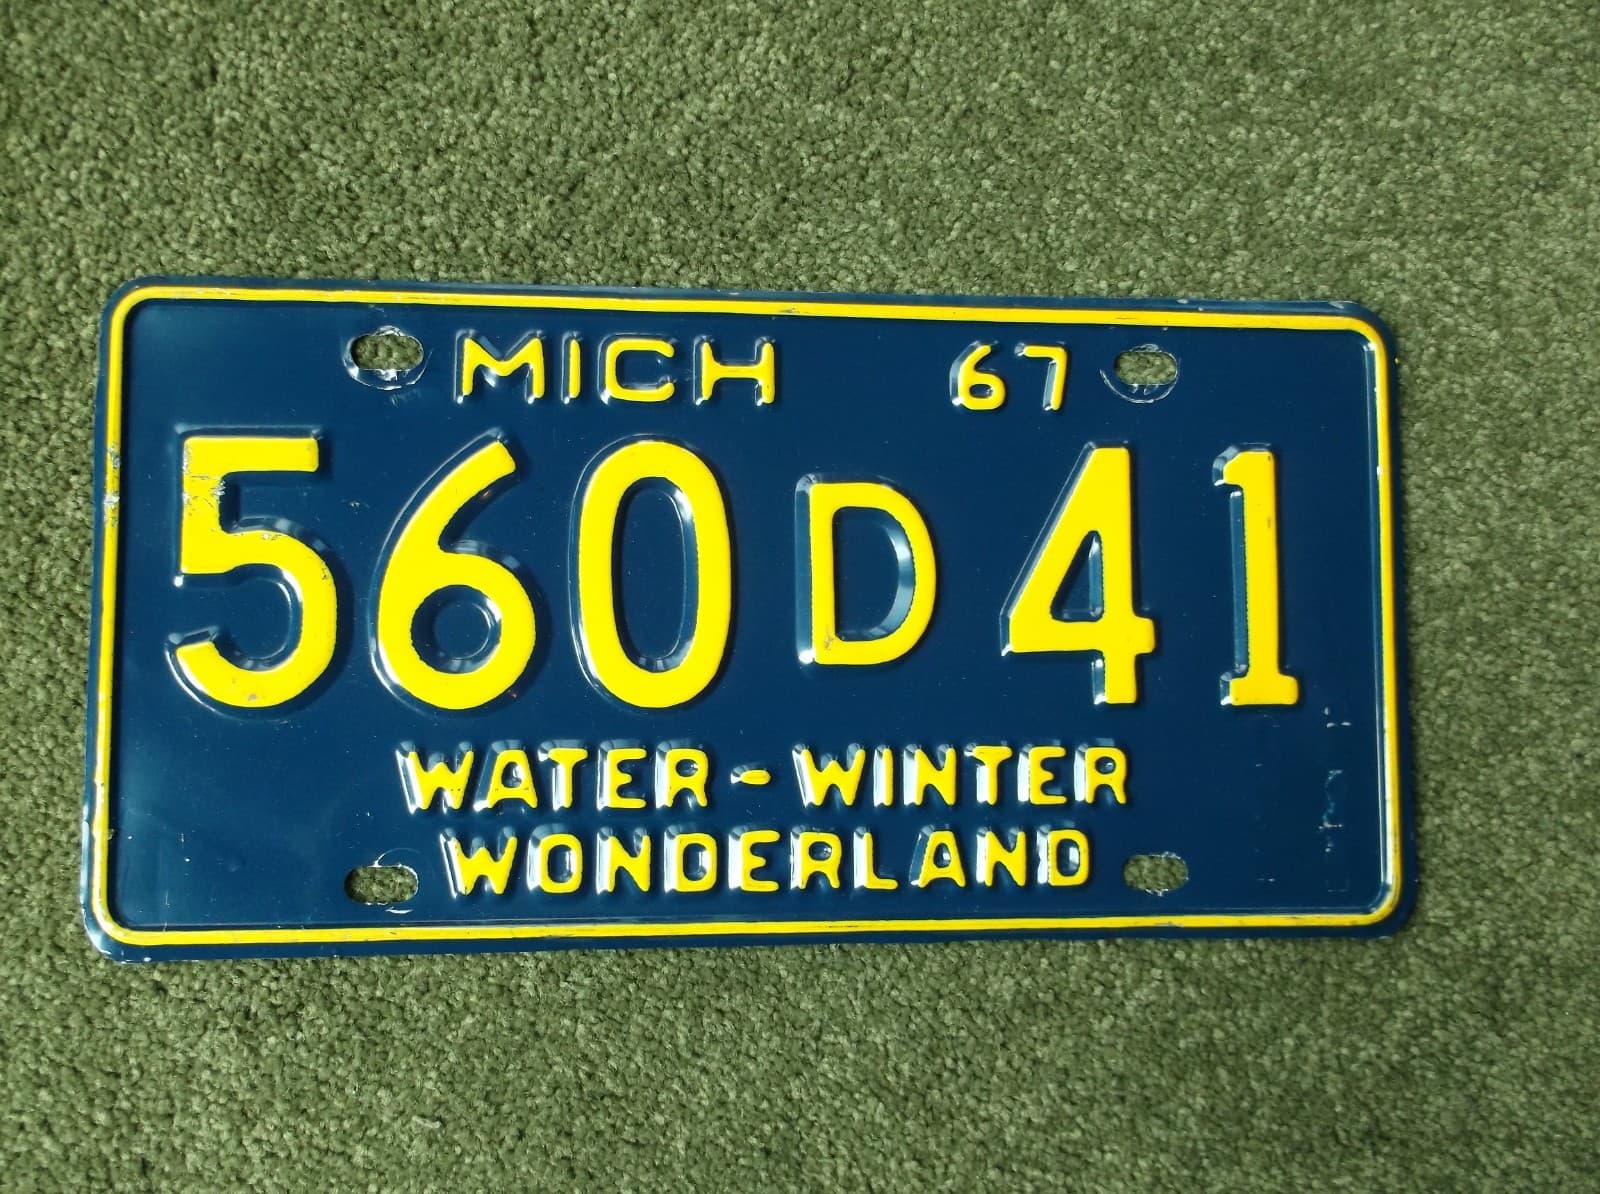 MICH 67
560 D 41
WATER-WINTER
WONDERLAND